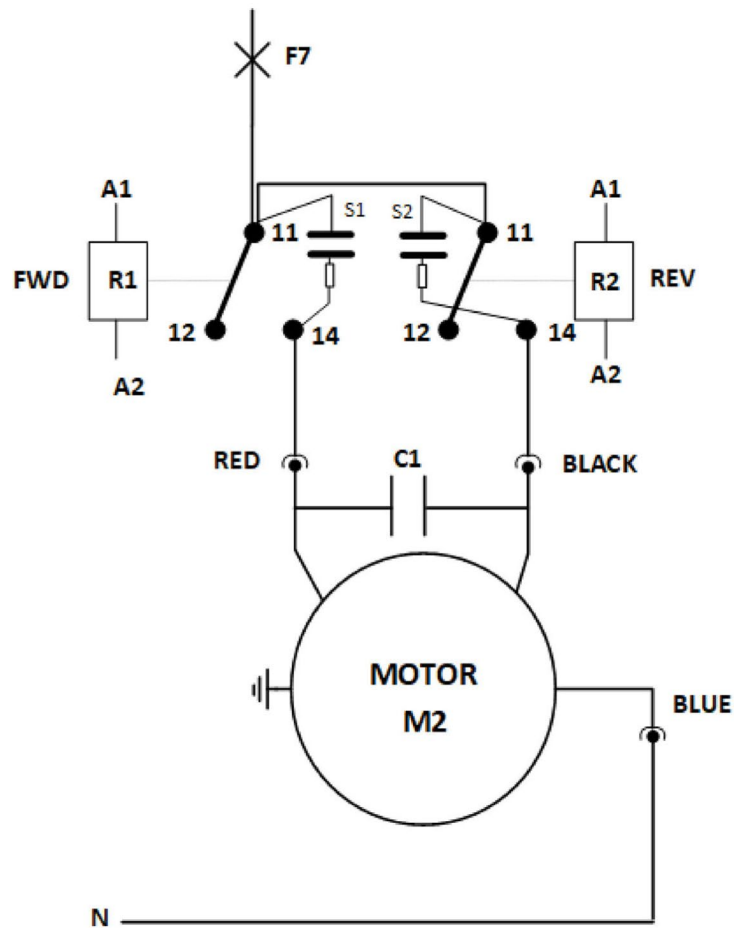 F7
A1
A1
S1
S2
11
11
FWD
R1
R2
REV
12
14
12
14
A2
A2
RED
C1
BLACK
MOTOR
M2
BLUE
N